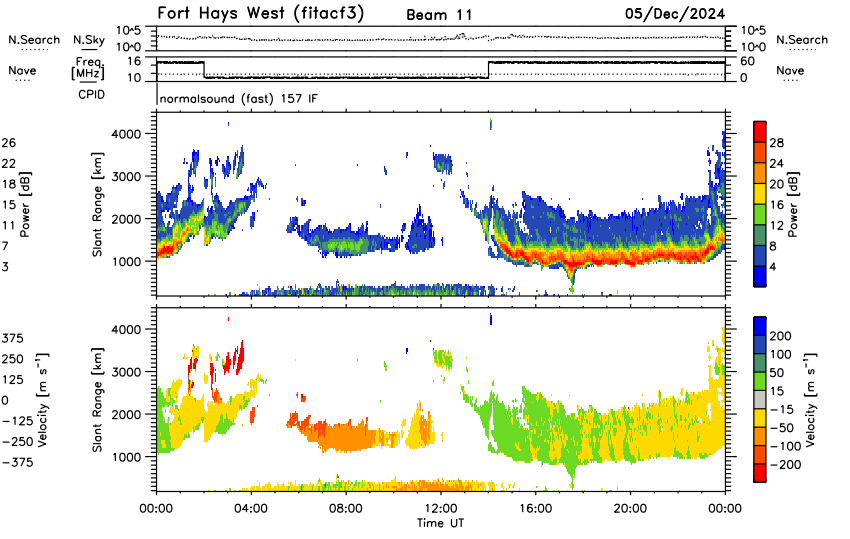 Fort Hays West (fitacf3) Beam 11 05/Dec/2024
N.Search N.Sky 10^5 10^0 10^5 10^0 N.Search
Nave Freq. [MHz] 16 10 60 0 Nave
CPID normalsound (fast) 157 IF
26 22 18 15 11 7 3
Power [dB]
4000 3000 2000 1000
Slant Range [km]
28 24 20 16 12 8 4
Power [dB]
375 250 125 0 −125 −250 −375
Velocity [m s⁻¹]
4000 3000 2000 1000
Slant Range [km]
200 100 50 15 −15 −50 −100 −200
Velocity [m s⁻¹]
00:00 04:00 08:00 12:00 16:00 20:00 00:00
Time UT